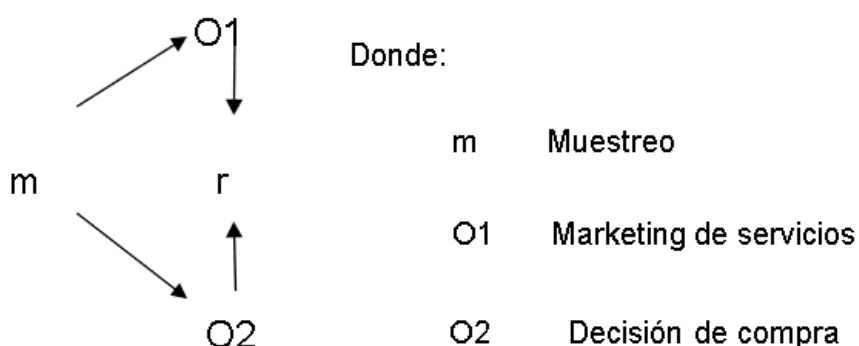 O1
Donde:
m Muestreo
m r
O1 Marketing de servicios
O2 O2 Decisión de compra